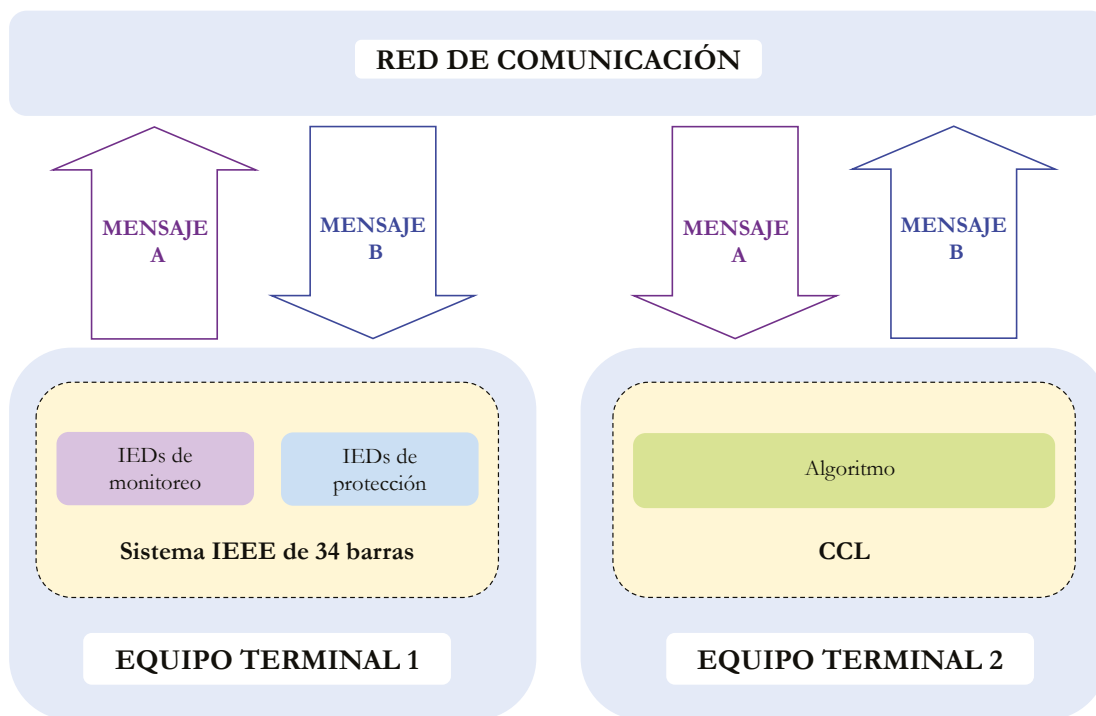 RED DE COMUNICACIÓN
MENSAJE
A
MENSAJE
B
MENSAJE
A
MENSAJE
B
IEDs de
monitoreo
IEDs de
protección
Sistema IEEE de 34 barras
EQUIPO TERMINAL 1
Algoritmo
CCL
EQUIPO TERMINAL 2